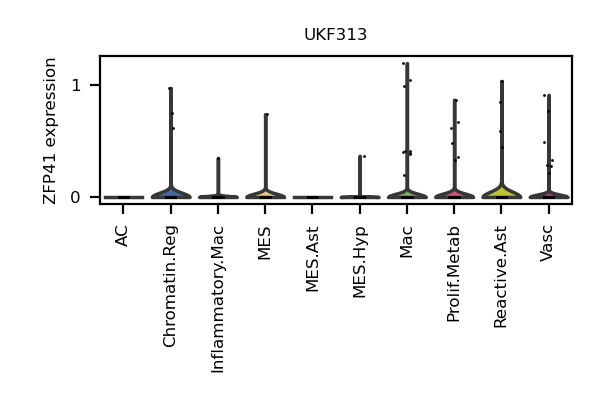 UKF313
ZFP41 expression
1
0
AC
Chromatin.Reg
Inflammatory.Mac
MES
MES.Ast
MES.Hyp
Mac
Prolif.Metab
Reactive.Ast
Vasc